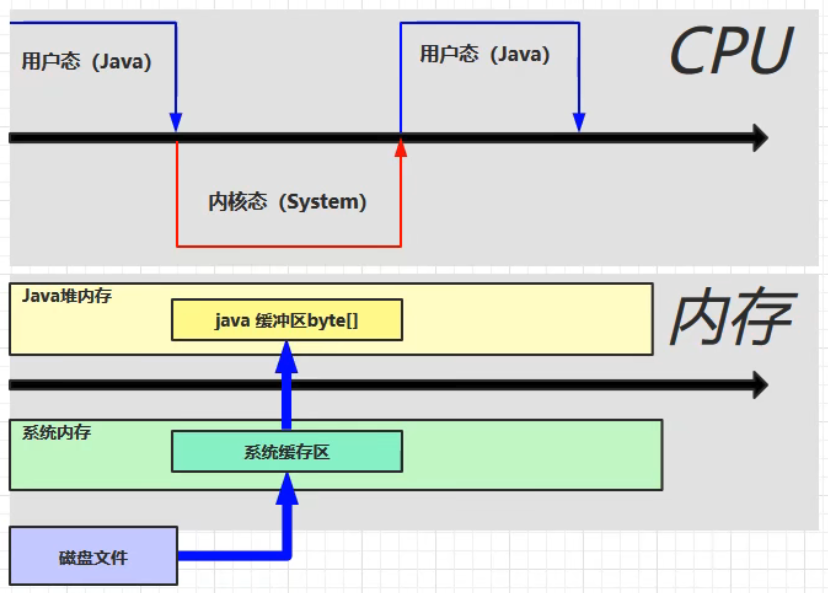 CPU
用户态（Java）
用户态（Java）
内核态（System）
内存
Java堆内存
java 缓冲区byte[]
系统内存
系统缓存区
磁盘文件